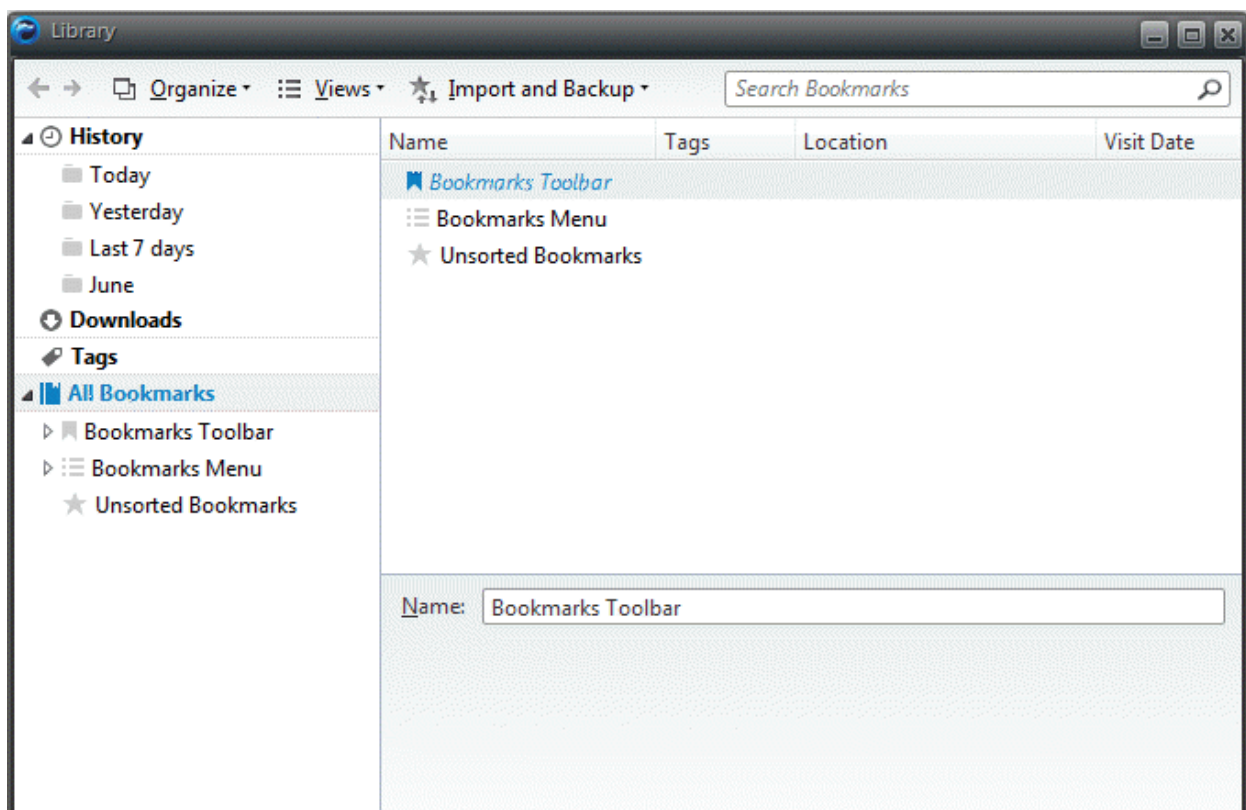 Library
Organize Views Import and Backup Search Bookmarks
History
Today
Yesterday
Last 7 days
June
Downloads
Tags
All Bookmarks
Bookmarks Toolbar
Bookmarks Menu
Unsorted Bookmarks
Name Tags Location Visit Date
Bookmarks Toolbar
Bookmarks Menu
Unsorted Bookmarks
Name: Bookmarks Toolbar